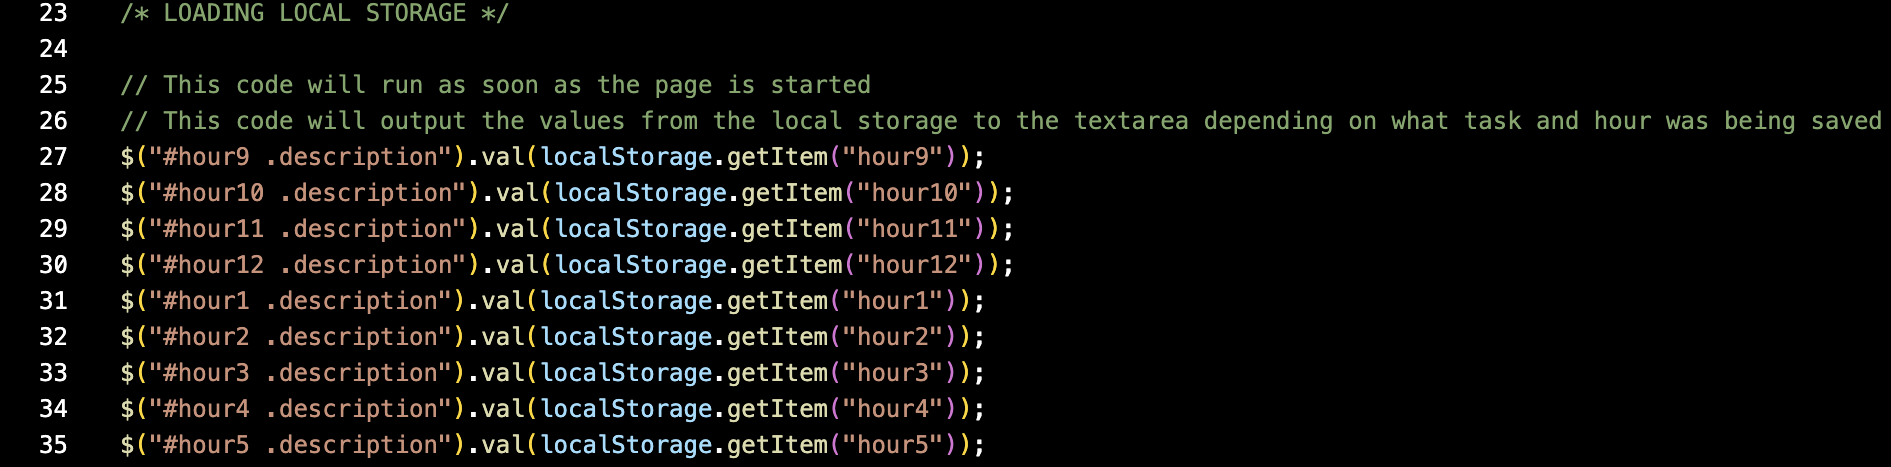 23 /* LOADING LOCAL STORAGE */
24
25 // This code will run as soon as the page is started
26 // This code will output the values from the local storage to the textarea depending on what task and hour was being saved
27 $("#hour9 .description").val(localStorage.getItem("hour9"));
28 $("#hour10 .description").val(localStorage.getItem("hour10"));
29 $("#hour11 .description").val(localStorage.getItem("hour11"));
30 $("#hour12 .description").val(localStorage.getItem("hour12"));
31 $("#hour1 .description").val(localStorage.getItem("hour1"));
32 $("#hour2 .description").val(localStorage.getItem("hour2"));
33 $("#hour3 .description").val(localStorage.getItem("hour3"));
34 $("#hour4 .description").val(localStorage.getItem("hour4"));
35 $("#hour5 .description").val(localStorage.getItem("hour5"));